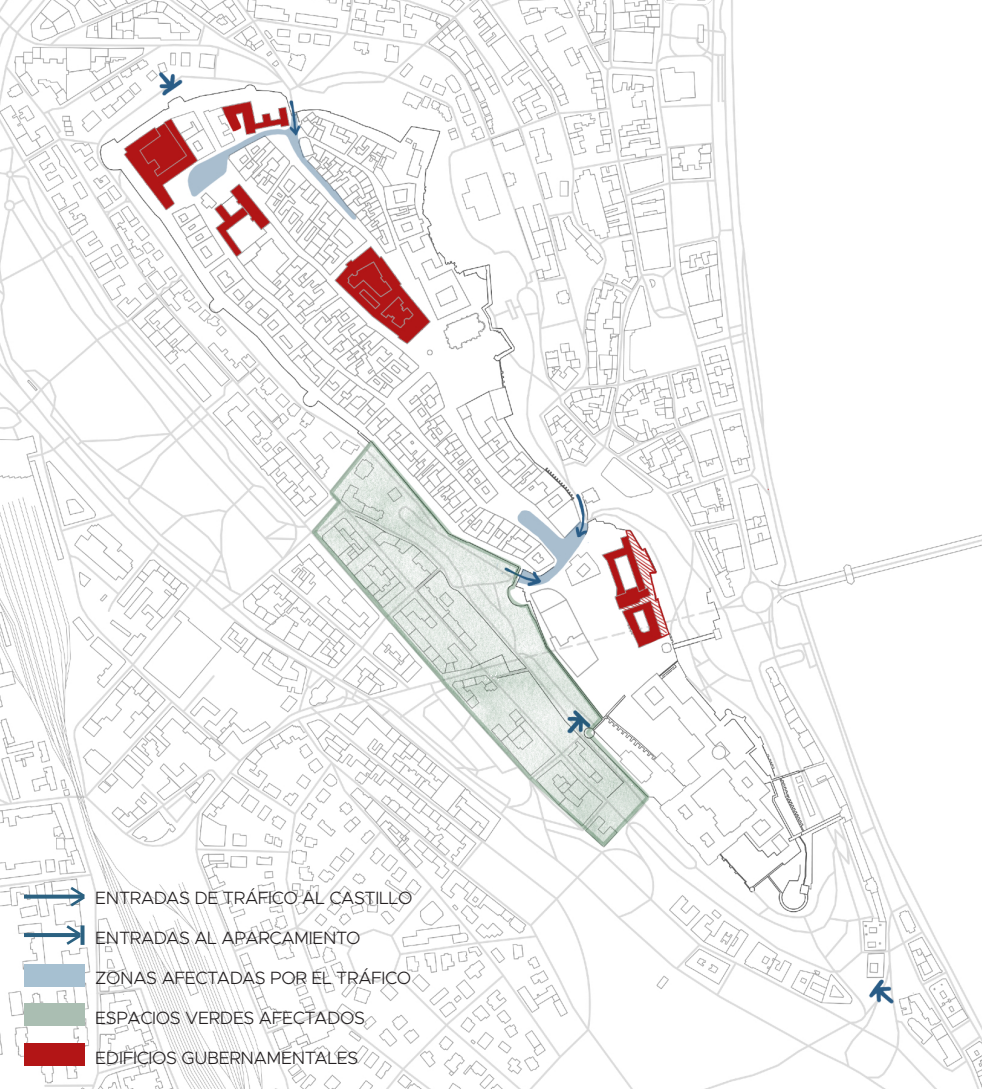 ENTRADAS DE TRÁFICO AL CASTILLO
ENTRADAS AL APARCAMIENTO
ZONAS AFECTADAS POR EL TRÁFICO
ESPACIOS VERDES AFECTADOS
EDIFICIOS GUBERNAMENTALES